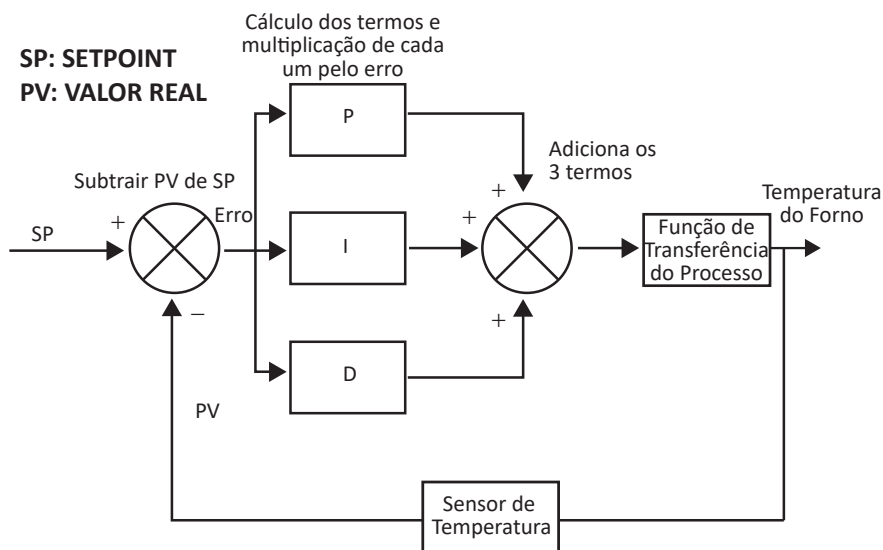 Cálculo dos termos e
multiplicação de cada
um pelo erro
SP: SETPOINT
PV: VALOR REAL
P
Adiciona os
3 termos
Subtrair PV de SP
Temperatura
do Forno
+
SP
Erro
I
+
+
Função de
Transferência
do Processo
−
+
D
PV
Sensor de
Temperatura